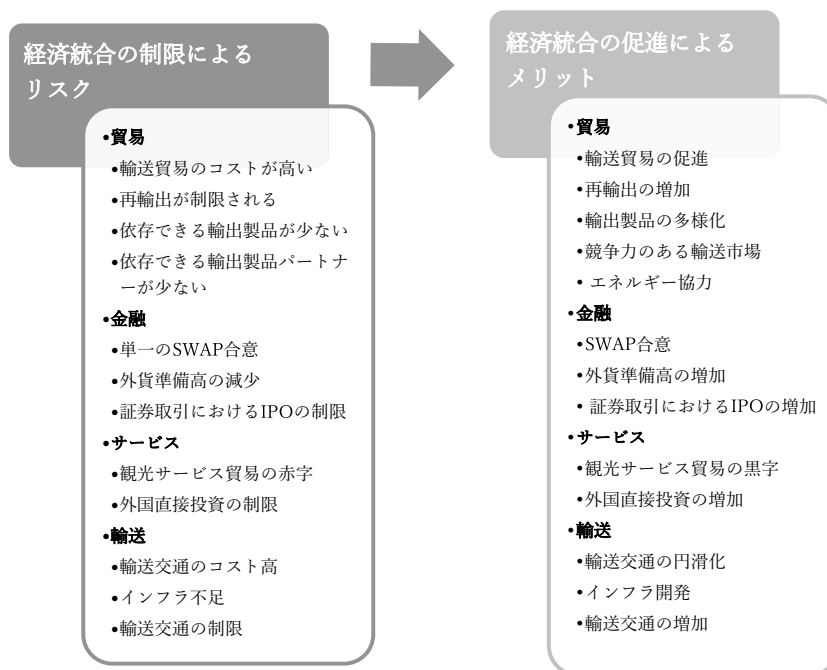 経済統合の制限による
リスク
•貿易
•輸送貿易のコストが高い
•再輸出が制限される
•依存できる輸出製品が少ない
•依存できる輸出製品パートナ
ーが少ない
•金融
•単一のSWAP合意
•外貨準備高の減少
•証券取引におけるIPOの制限
•サービス
•観光サービス貿易の赤字
•外国直接投資の制限
•輸送
•輸送交通のコスト高
•インフラ不足
•輸送交通の制限
経済統合の促進による
メリット
•貿易
•輸送貿易の促進
•再輸出の増加
•輸出製品の多様化
•競争力のある輸送市場
• エネルギー協力
•金融
•SWAP合意
•外貨準備高の増加
• 証券取引におけるIPOの増加
•サービス
•観光サービス貿易の黒字
•外国直接投資の増加
•輸送
•輸送交通の円滑化
•インフラ開発
•輸送交通の増加